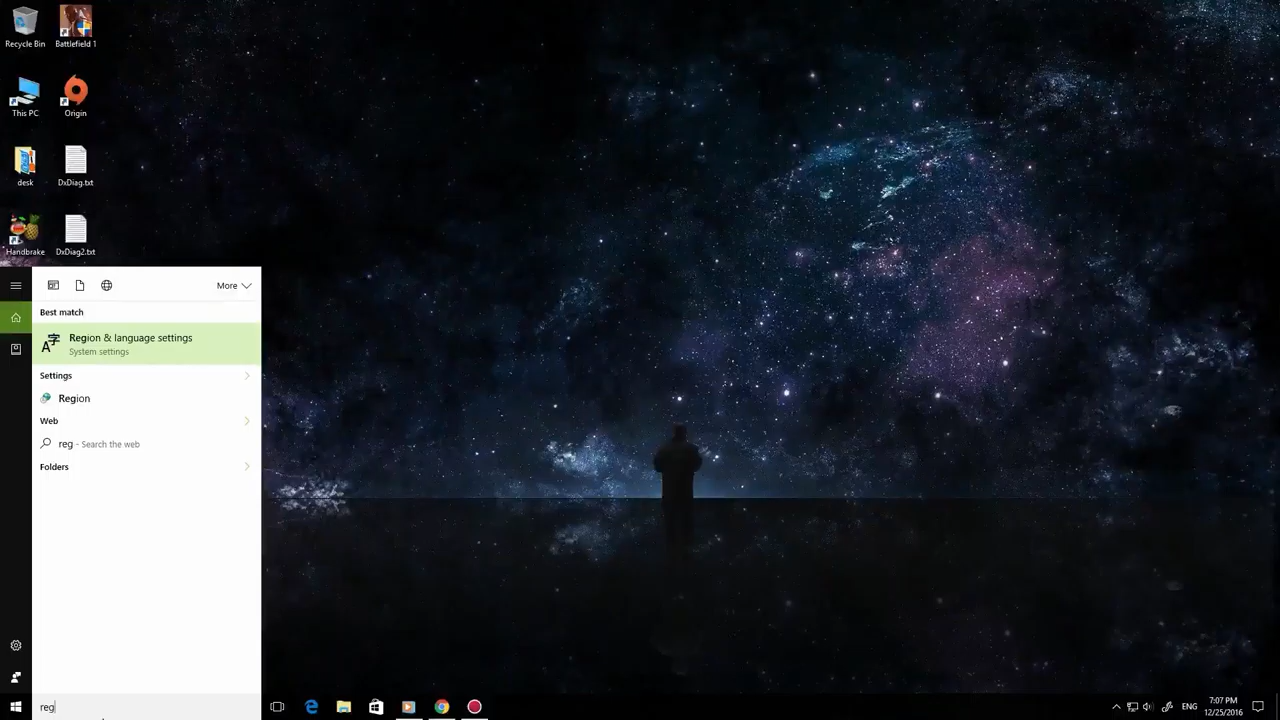 Recycle Bin
Battlefield 1
This PC
Origin
desk
DxDiag.txt
Handbrake
DxDiag2.txt
More
Best match
Region & language settings
System settings
Settings
Region
Web
reg - Search the web
Folders
reg
ENG
7:07 PM
12/25/2016